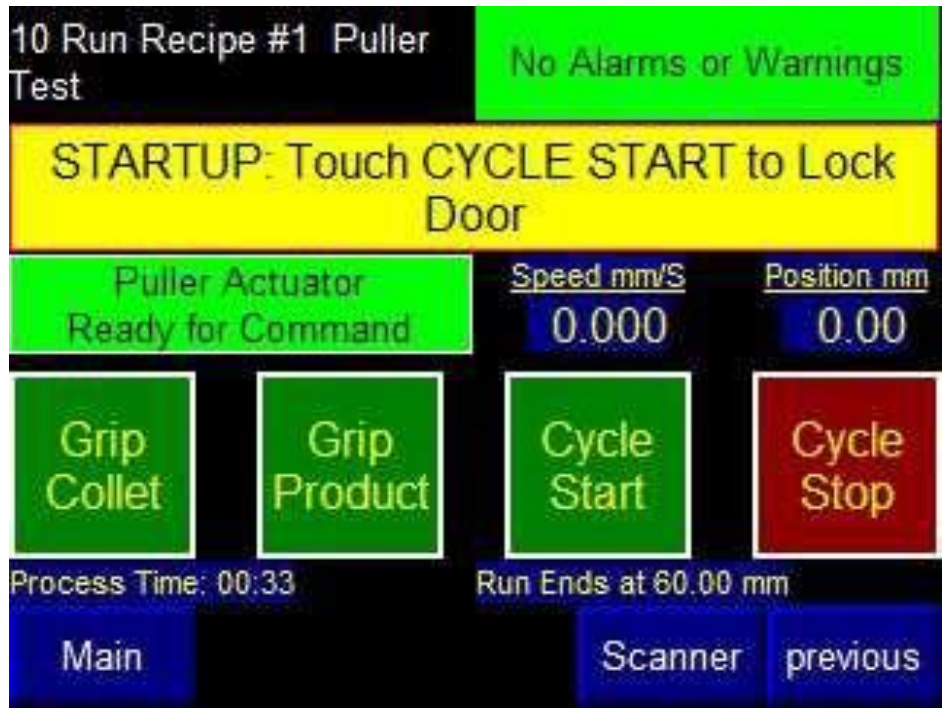 10 Run Recipe #1 Puller
Test
No Alarms or Warnings
STARTUP: Touch CYCLE START to Lock
Door
Puller Actuator
Ready for Command
Speed mm/S
0.000
Position mm
0.00
Grip
Collet
Grip
Product
Cycle
Start
Cycle
Stop
Process Time: 00:33
Run Ends at 60.00 mm
Main
Scanner
previous